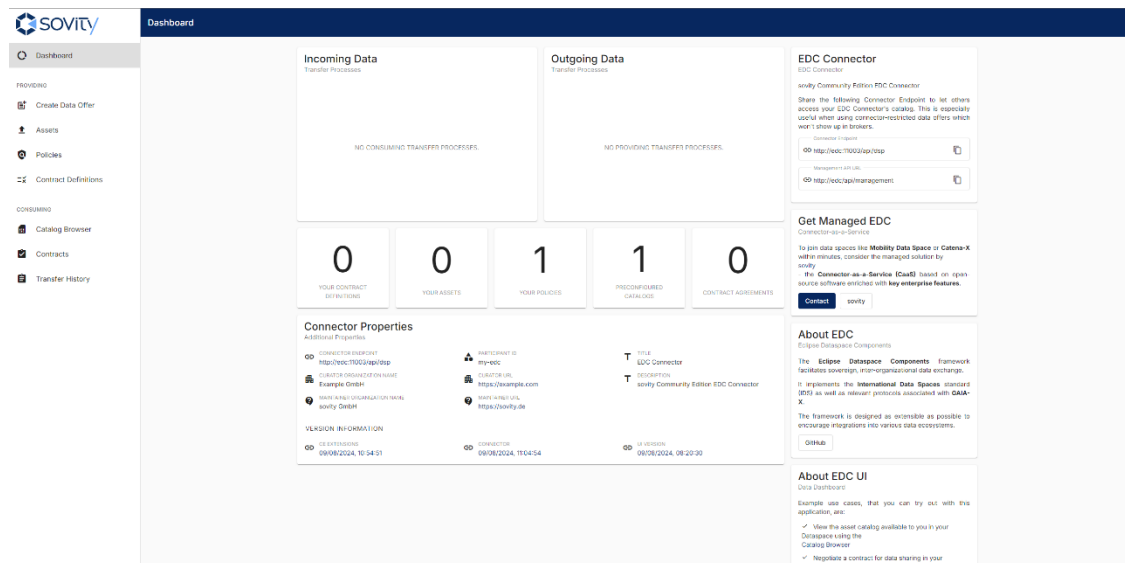 sovity
Dashboard
Dashboard
PROVIDING
Create Data Offer
Assets
Policies
Contract Definitions
CONSUMING
Catalog Browser
Contracts
Transfer History
Incoming Data
Transfer Processes
NO CONSUMING TRANSFER PROCESSES.
Outgoing Data
Transfer Processes
NO PROVIDING TRANSFER PROCESSES.
0
YOUR CONTRACT
DEFINITIONS
0
YOUR ASSETS
1
YOUR POLICIES
1
PRECONFIGURED
CATALOGS
0
CONTRACT AGREEMENTS
Connector Properties
Additional Properties
CONNECTOR ENDPOINT
http://edc:11003/api/dsp
PARTICIPANT ID
my-edc
TITLE
EDC Connector
CURATOR ORGANIZATION NAME
Example GmbH
CURATOR URL
https://example.com
DESCRIPTION
sovity Community Edition EDC Connector
MAINTAINER ORGANIZATION NAME
sovity GmbH
MAINTAINER URL
https://sovity.de
VERSION INFORMATION
CE EXTENSIONS
09/08/2024, 10:54:51
CONNECTOR
09/08/2024, 11:04:54
UI VERSION
09/08/2024, 08:20:30
EDC Connector
EDC Connector
sovity Community Edition EDC Connector
Share the following Connector Endpoint to let others
access your EDC Connector's catalog. This is especially
useful when using connector-restricted data offers which
won't show up in brokers.
Connector Endpoint
http://edc:11003/api/dsp
Management API URL
http://edc/api/management
Get Managed EDC
Connector-as-a-Service
To join data spaces like Mobility Data Space or Catena-X
within minutes, consider the managed solution by
sovity
- the Connector-as-a-Service (CaaS) based on open-
source software enriched with key enterprise features.
Contact
sovity
About EDC
Eclipse Dataspace Components
The Eclipse Dataspace Components framework
facilitates sovereign, inter-organizational data exchange.
It implements the International Data Spaces standard
(IDS) as well as relevant protocols associated with GAIA-
X.
The framework is designed as extensible as possible to
encourage integrations into various data ecosystems.
GitHub
About EDC UI
Data Dashboard
Example use cases, that you can try out with this
application, are:
View the asset catalog available to you in your
Dataspace using the
Catalog Browser
Negotiate a contract for data sharing in your